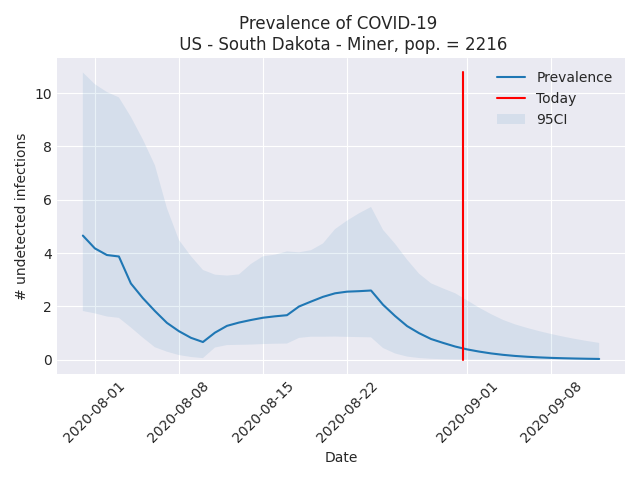 Prevalence of COVID-19
US - South Dakota - Miner, pop. = 2216
Prevalence
Today
95CI
# undetected infections
10
8
6
4
2
0
2020-08-01
2020-08-08
2020-08-15
2020-08-22
2020-09-01
2020-09-08
Date